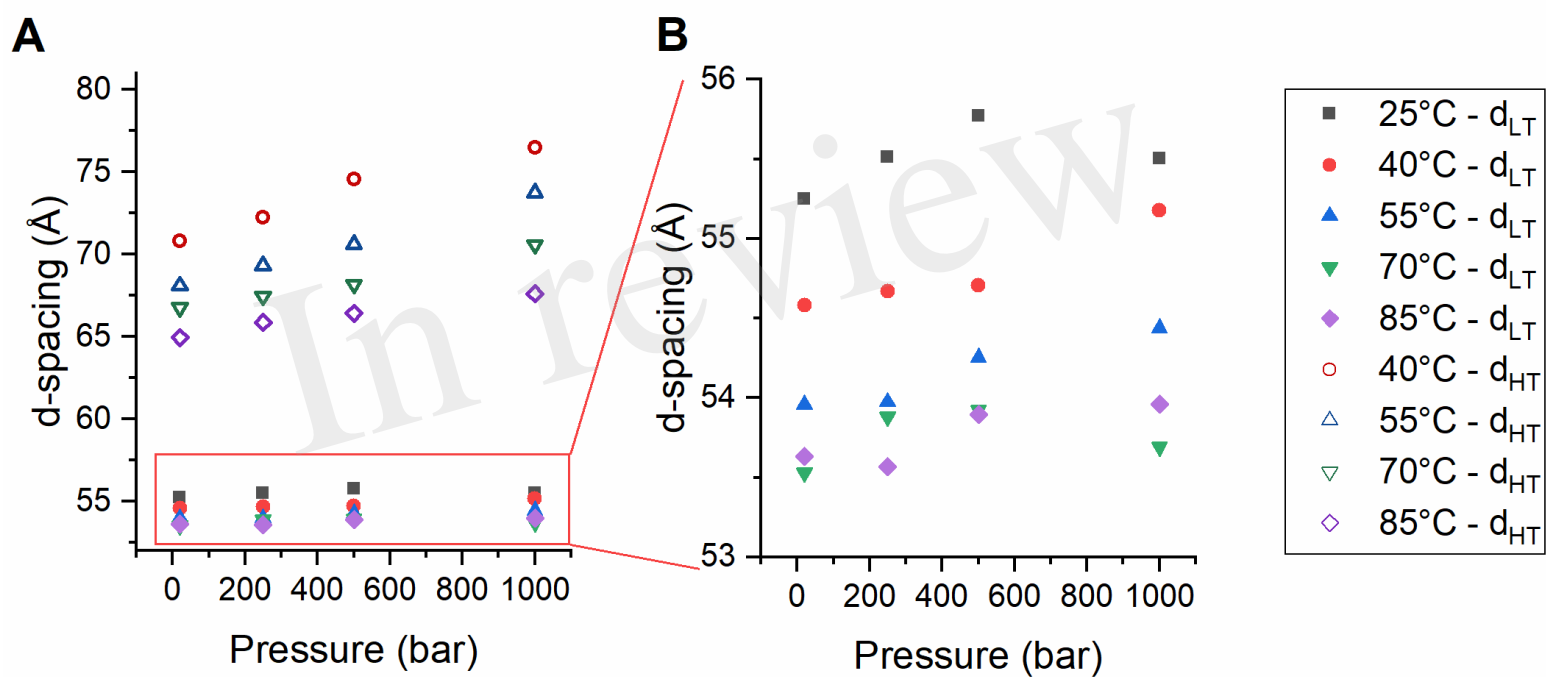 A
80
75
70
65
60
55
d-spacing (Å)
0 200 400 600 800 1000
Pressure (bar)
B
56
55
54
53
d-spacing (Å)
0 200 400 600 800 1000
Pressure (bar)
25°C - dLT
40°C - dLT
55°C - dLT
70°C - dLT
85°C - dLT
40°C - dHT
55°C - dHT
70°C - dHT
85°C - dHT
In review